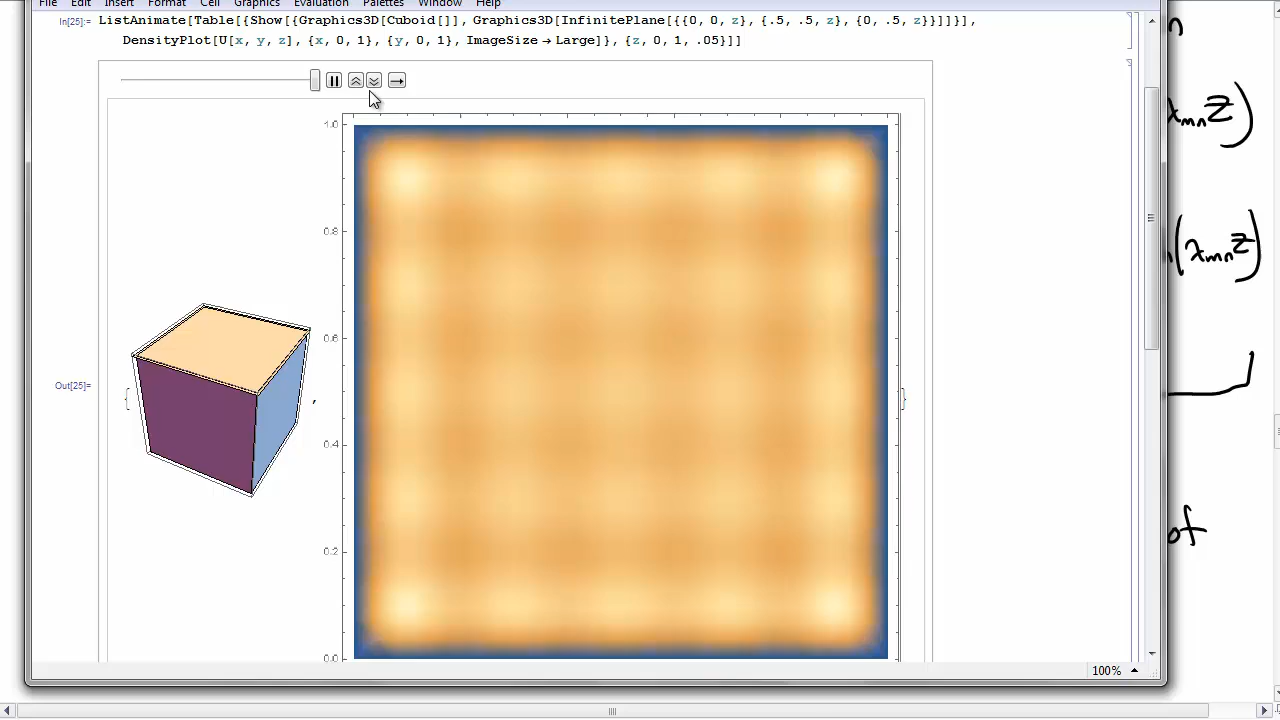 File Edit Insert Format Cell Graphics Evaluation Palettes Window Help
In[25]:= ListAnimate[Table[{Show[{Graphics3D[Cuboid[]], Graphics3D[InfinitePlane[{{0, 0, z}, {.5, .5, z}, {0, .5, z}}]]}],
DensityPlot[U[x, y, z], {x, 0, 1}, {y, 0, 1}, ImageSize → Large]}, {z, 0, 1, .05}]]
n
λmnz)
1.0
0.8
n(λmnz)
0.6
Out[25]=
{ , }
0.4
of
0.2
0.0
100%